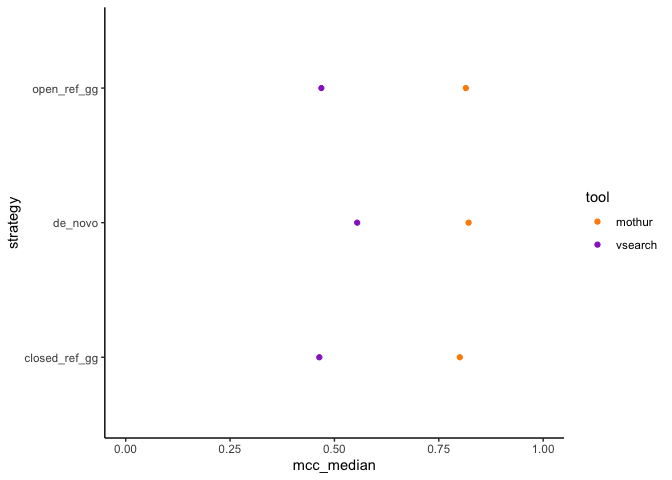 strategy
open_ref_gg
de_novo
closed_ref_gg
0.00 0.25 0.50 0.75 1.00
mcc_median
tool
mothur
vsearch